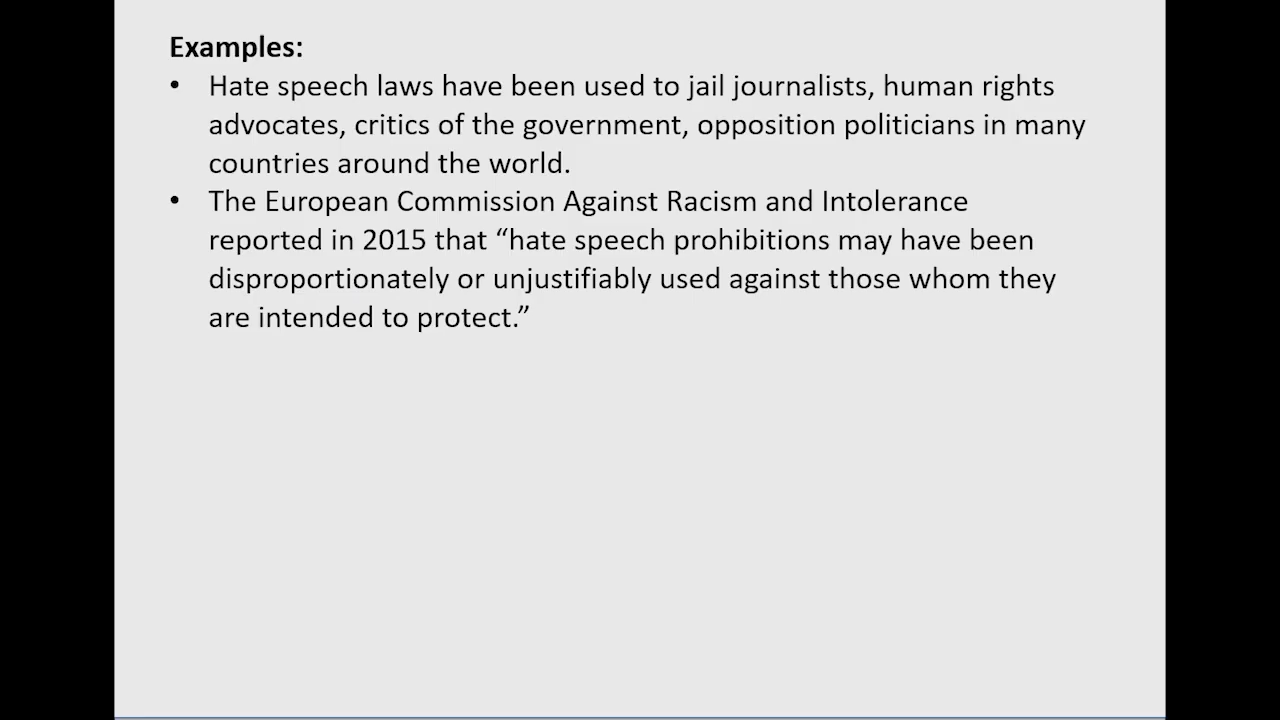 Examples:
• Hate speech laws have been used to jail journalists, human rights
advocates, critics of the government, opposition politicians in many
countries around the world.
• The European Commission Against Racism and Intolerance
reported in 2015 that “hate speech prohibitions may have been
disproportionately or unjustifiably used against those whom they
are intended to protect.”